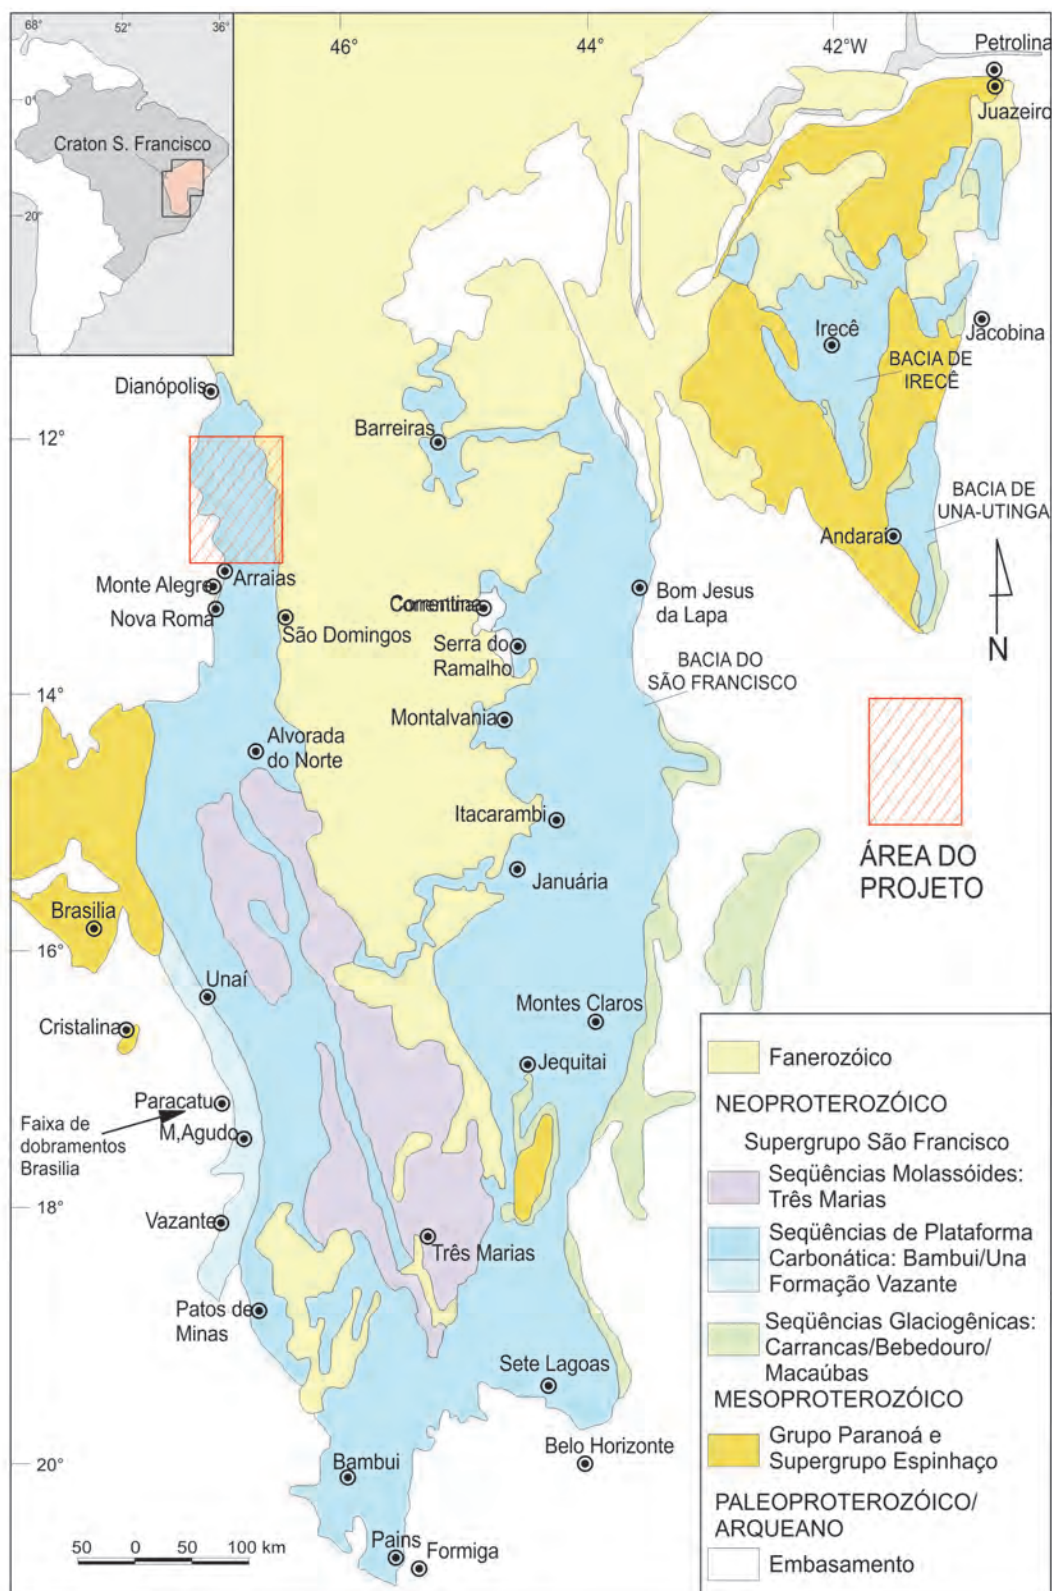 68°
52°
36°
0°
20°
Craton S. Francisco
46°
44°
42°W
Petrolina
Juazeiro
Irecê
Jacobina
BACIA DE
IRECÊ
Dianópolis
12°
Barreiras
BACIA DE
UNA-UTINGA
Andaraí
Arraias
Monte Alegre
Nova Roma
São Domingos
Correntina
Bom Jesus
da Lapa
N
Serra do
Ramalho
BACIA DO
SÃO FRANCISCO
14°
Montalvania
Alvorada
do Norte
Itacarambi
ÁREA DO
PROJETO
Januária
Brasilia
16°
Unaí
Montes Claros
Cristalina
Jequitai
Paracatu
Faixa de
dobramentos
Brasilia
M,Agudo
18°
Vazante
Três Marias
Patos de
Minas
Sete Lagoas
Belo Horizonte
20°
Bambui
Pains
Formiga
50 0 50 100 km
Fanerozóico
NEOPROTEROZÓICO
Supergrupo São Francisco
Seqüências Molassóides:
Três Marias
Seqüências de Plataforma
Carbonática: Bambui/Una
Formação Vazante
Seqüências Glaciogênicas:
Carrancas/Bebedouro/
Macaúbas
MESOPROTEROZÓICO
Grupo Paranoá e
Supergrupo Espinhaço
PALEOPROTEROZÓICO/
ARQUEANO
Embasamento